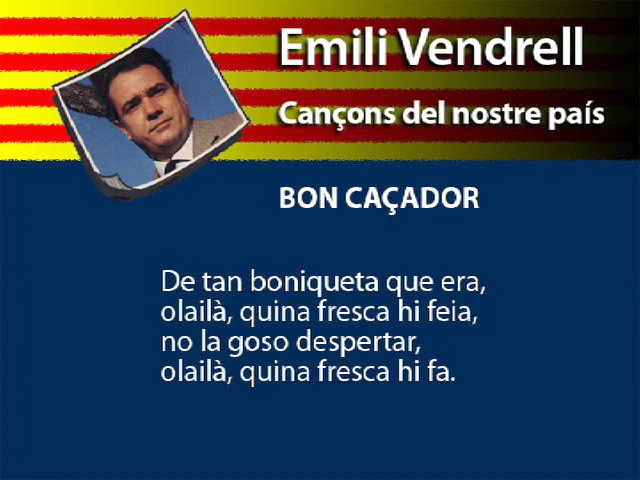 Emili Vendrell
Cançons del nostre país
BON CAÇADOR
De tan boniqueta que era,
olailà, quina fresca hi feia,
no la goso despertar,
olailà, quina fresca hi fa.